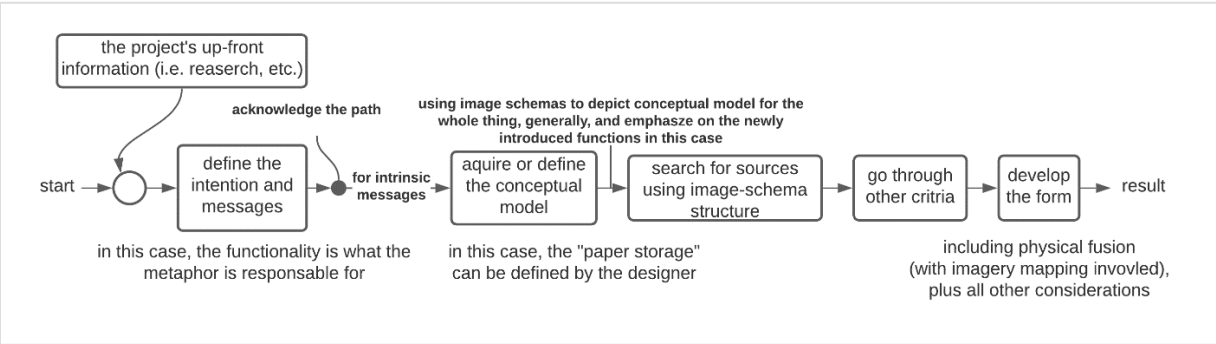 the project's up-front
information (i.e. reaserch, etc.)
acknowledge the path
using image schemas to depict conceptual model for the
whole thing, generally, and emphasze on the newly
introduced functions in this case
start
define the
intention and
messages
for intrinsic
messages
aquire or define
the conceptual
model
search for sources
using image-schema
structure
go through
other critria
develop
the form
result
in this case, the functionality is what the
metaphor is responsable for
in this case, the "paper storage"
can be defined by the designer
including physical fusion
(with imagery mapping invovled),
plus all other considerations